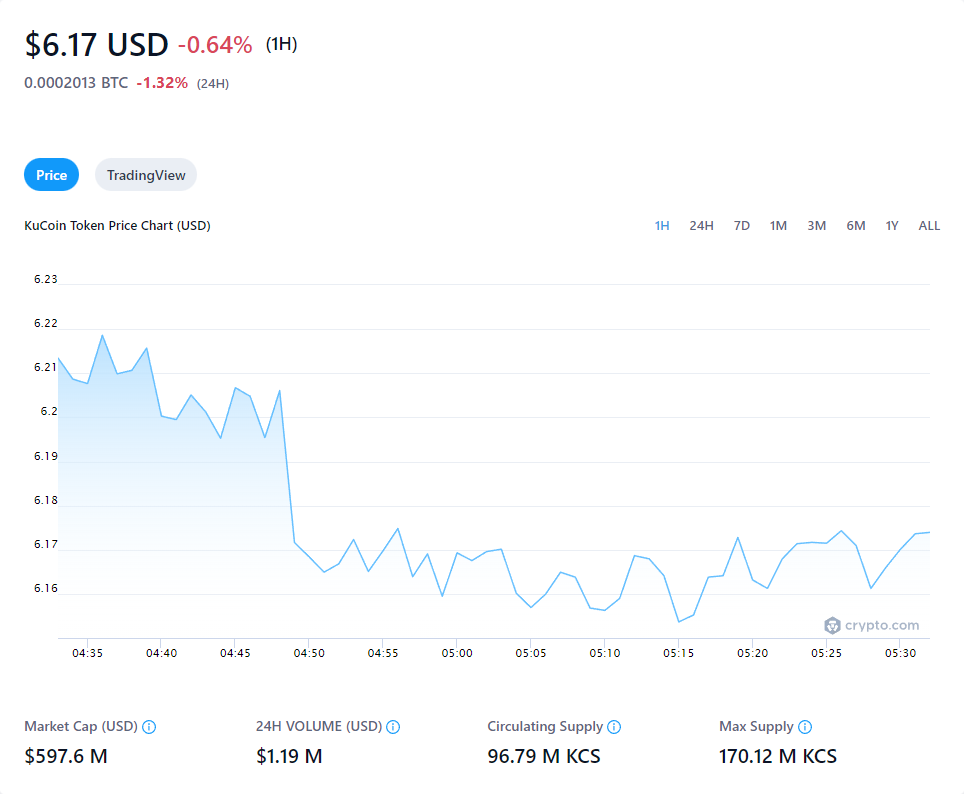 $6.17 USD -0.64% (1H)
0.0002013 BTC -1.32% (24H)
Price TradingView
KuCoin Token Price Chart (USD) 1H 24H 7D 1M 3M 6M 1Y ALL
6.23
6.22
6.21
6.2
6.19
6.18
6.17
6.16
crypto.com
04:35 04:40 04:45 04:50 04:55 05:00 05:05 05:10 05:15 05:20 05:25 05:30
Market Cap (USD) 24H VOLUME (USD) Circulating Supply Max Supply
$597.6 M $1.19 M 96.79 M KCS 170.12 M KCS